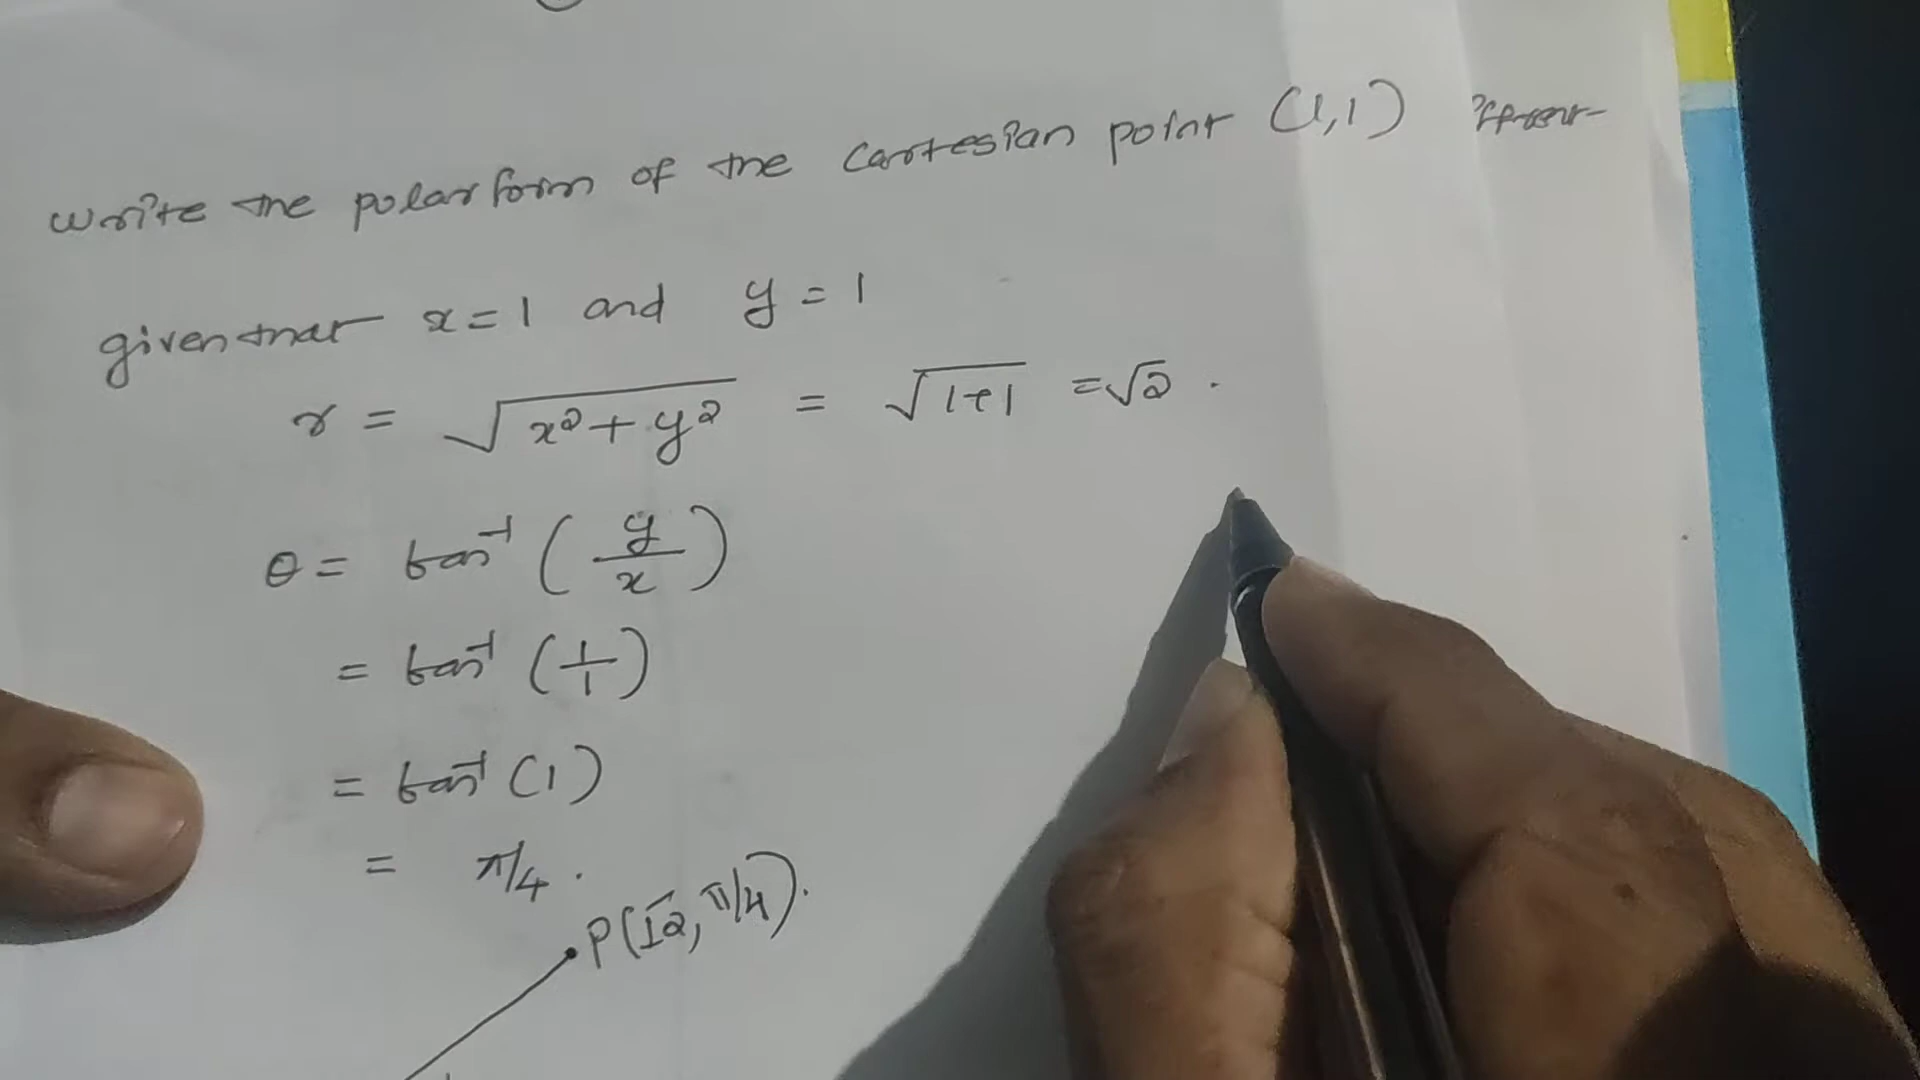 write the polar form of the cartesian point (1,1)
given that x=1 and y=1
r = √(x²+y²) = √(1+1) =√2 .
θ = tan⁻¹ (y/x)
= tan⁻¹ (1/1)
= tan⁻¹ (1)
= π/4 .
P(√2, π/4).